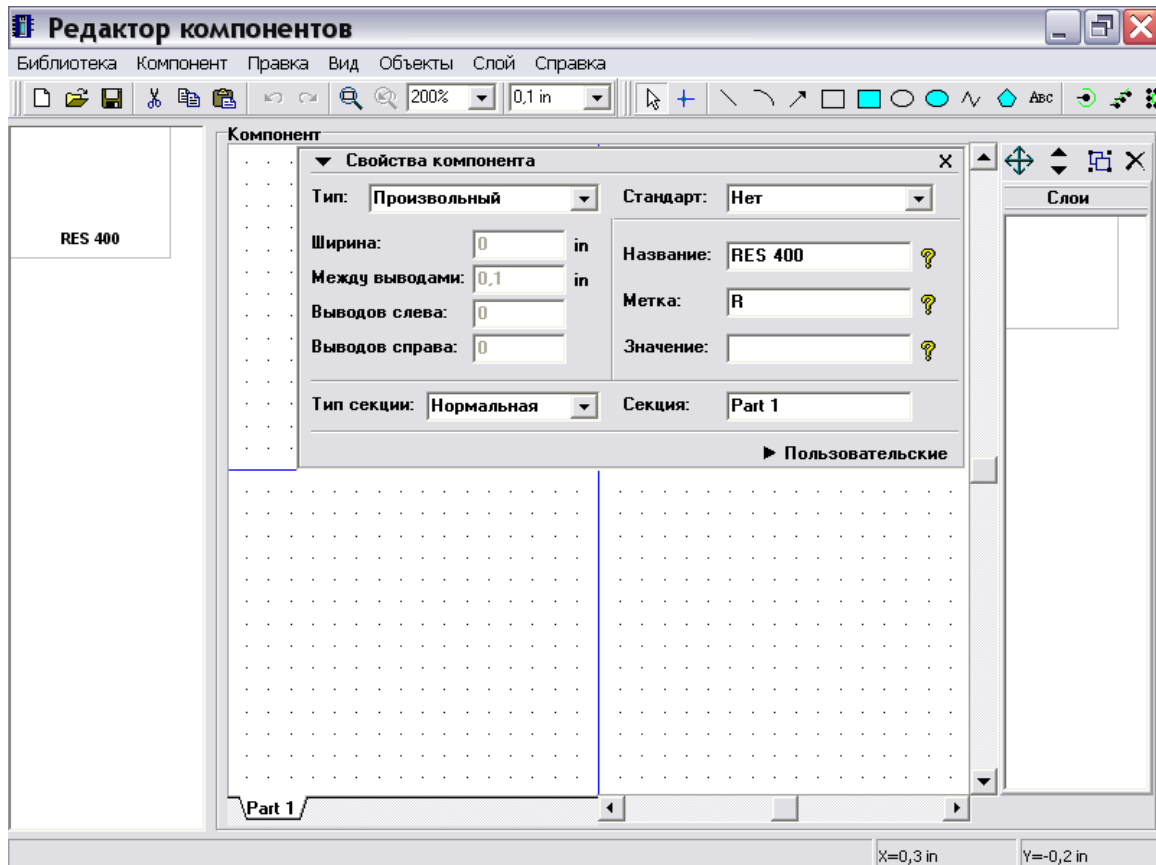 Редактор компонентов
Библиотека Компонент Правка Вид Объекты Слой Справка
200% 0,1 in ABC
Компонент
Свойства компонента X
Тип: Произвольный Стандарт: Нет
Слои
RES 400
Ширина: 0 in
Название: RES 400
Между выводами: 0,1 in
Метка: R
Выводов слева: 0
Выводов справа: 0
Значение:
Тип секции: Нормальная Секция: Part 1
Пользовательские
Part 1
X=0,3 in Y=-0,2 in